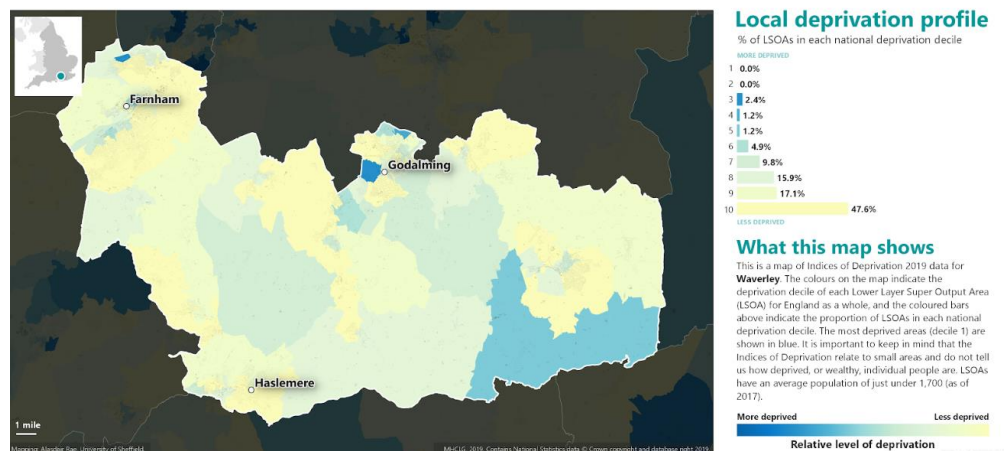 Local deprivation profile
% of LSOAs in each national deprivation decile
MORE DEPRIVED
1 0.0%
2 0.0%
3 2.4%
4 1.2%
5 1.2%
6 4.9%
7 9.8%
8 15.9%
9 17.1%
10 47.6%
LESS DEPRIVED
What this map shows
This is a map of Indices of Deprivation 2019 data for
Waverley. The colours on the map indicate the
deprivation decile of each Lower Layer Super Output Area
(LSOA) for England as a whole, and the coloured bars
above indicate the proportion of LSOAs in each national
deprivation decile. The most deprived areas (decile 1) are
shown in blue. It is important to keep in mind that the
Indices of Deprivation relate to small areas and do not tell
us how deprived, or wealthy, individual people are. LSOAs
have an average population of just under 1,700 (as of
2017).
More deprived Less deprived
Relative level of deprivation
Farnham
Godalming
Haslemere
1 mile
Mapping: Alasdair Rae, University of Sheffield
MHCLG, 2019. Contains National Statistics data © Crown copyright and database right 2019.